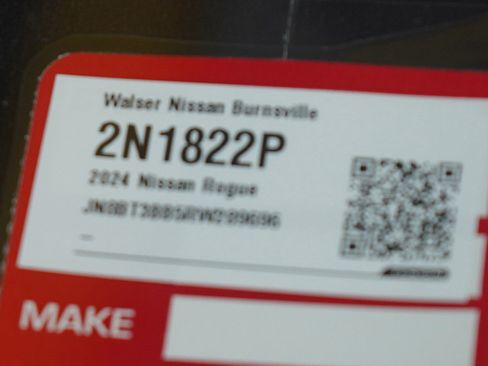 Walser Nissan Burnsville
2N1822P
2024 Nissan Rogue
MAKE